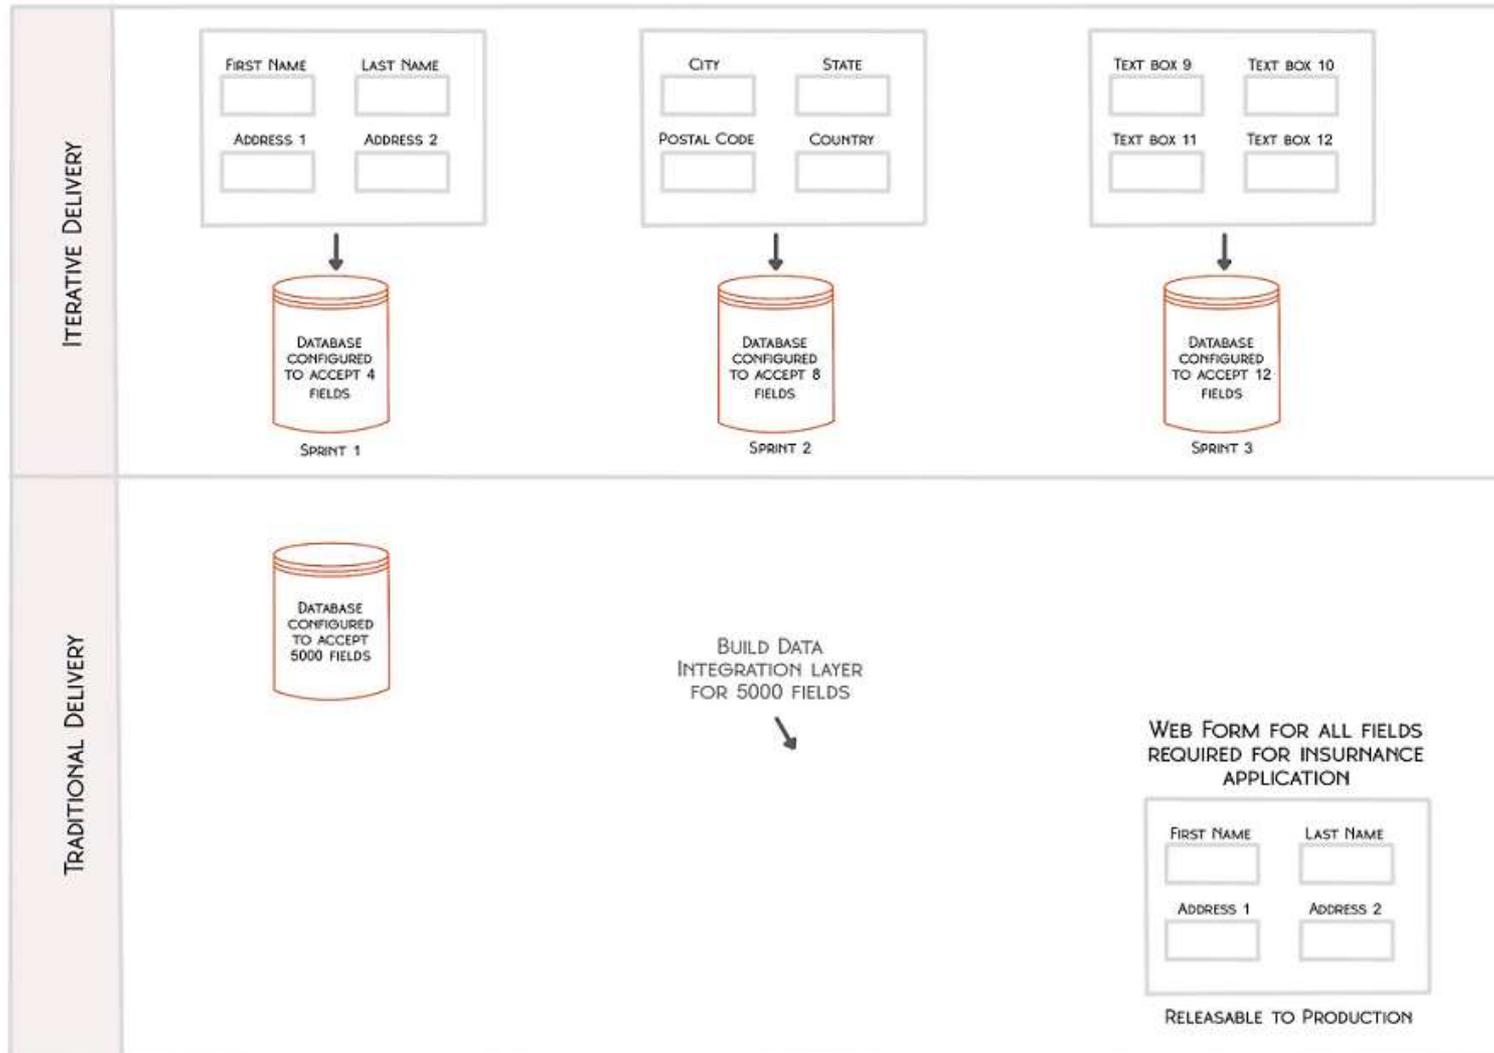 ITERATIVE DELIVERY
FIRST NAME LAST NAME
ADDRESS 1 ADDRESS 2
DATABASE
CONFIGURED
TO ACCEPT 4
FIELDS
SPRINT 1
CITY STATE
POSTAL CODE COUNTRY
DATABASE
CONFIGURED
TO ACCEPT 8
FIELDS
SPRINT 2
TEXT BOX 9 TEXT BOX 10
TEXT BOX 11 TEXT BOX 12
DATABASE
CONFIGURED
TO ACCEPT 12
FIELDS
SPRINT 3
TRADITIONAL DELIVERY
DATABASE
CONFIGURED
TO ACCEPT
5000 FIELDS
BUILD DATA
INTEGRATION LAYER
FOR 5000 FIELDS
WEB FORM FOR ALL FIELDS
REQUIRED FOR INSURNANCE
APPLICATION
FIRST NAME LAST NAME
ADDRESS 1 ADDRESS 2
RELEASABLE TO PRODUCTION